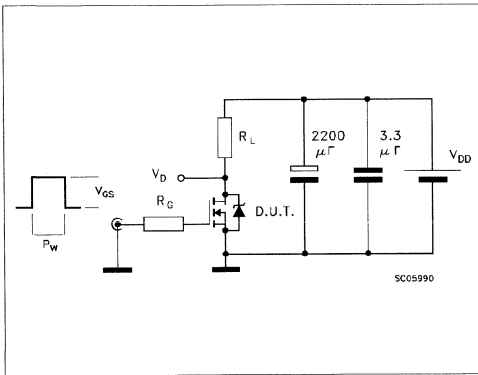 R_L
2200
μF
3.3
μF
V_DD
V_D
V_GS
R_G
D.U.T.
P_W
SC05990